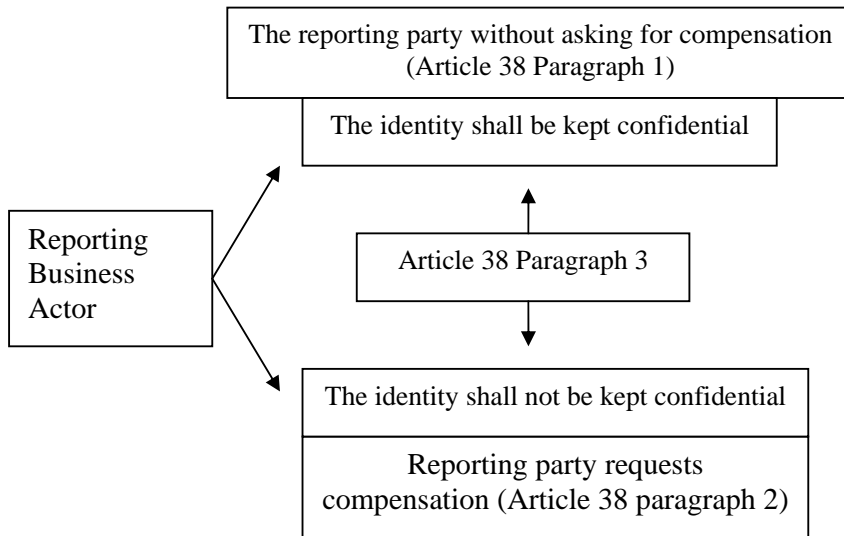 The reporting party without asking for compensation
(Article 38 Paragraph 1)
The identity shall be kept confidential
Reporting
Business
Actor
Article 38 Paragraph 3
The identity shall not be kept confidential
Reporting party requests
compensation (Article 38 paragraph 2)